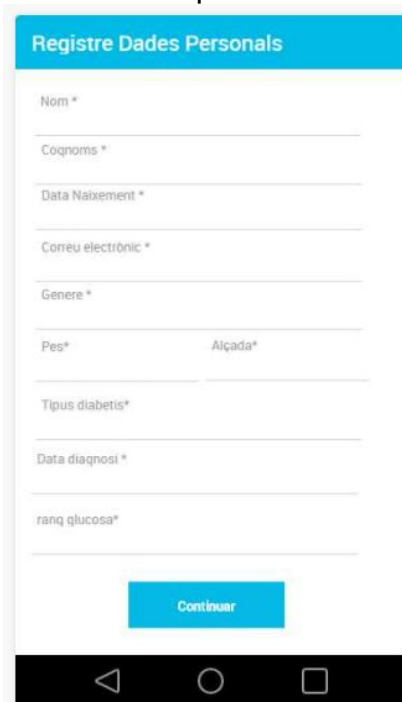 Registre Dades Personals
Nom *
Cognoms *
Data Naixement *
Correu electrònic *
Genere *
Pes* Alçada*
Tipus diabetis*
Data diagnosi *
rang glucosa*
Continuar